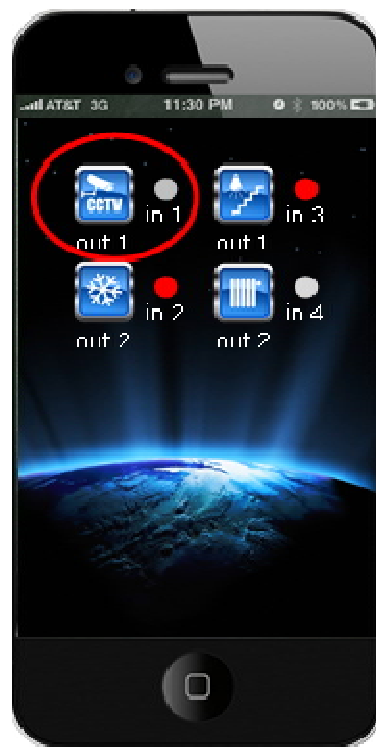 AT&T 3G 11:30 PM 100%
CCTV in 1 in 3
out 1 out 1
in 2 in 4
out 2 out 2